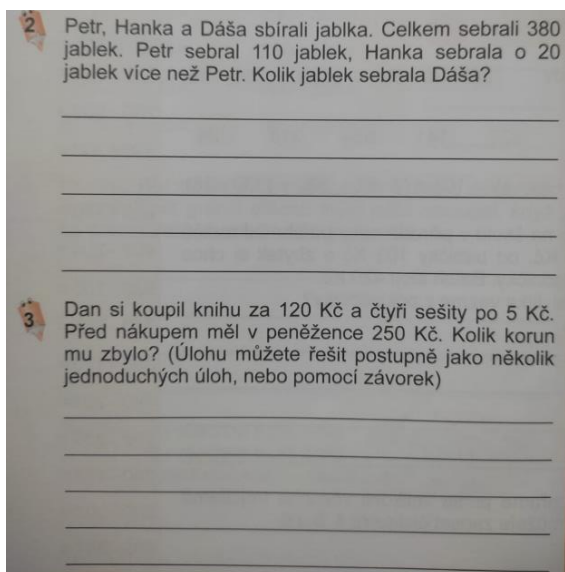 2 Petr, Hanka a Dáša sbírali jablka. Celkem sebrali 380
jablek. Petr sebral 110 jablek, Hanka sebrala o 20
jablek více než Petr. Kolik jablek sebrala Dáša?
3 Dan si koupil knihu za 120 Kč a čtyři sešity po 5 Kč.
Před nákupem měl v peněžence 250 Kč. Kolik korun
mu zbylo? (Úlohu můžete řešit postupně jako několik
jednoduchých úloh, nebo pomocí závorek)